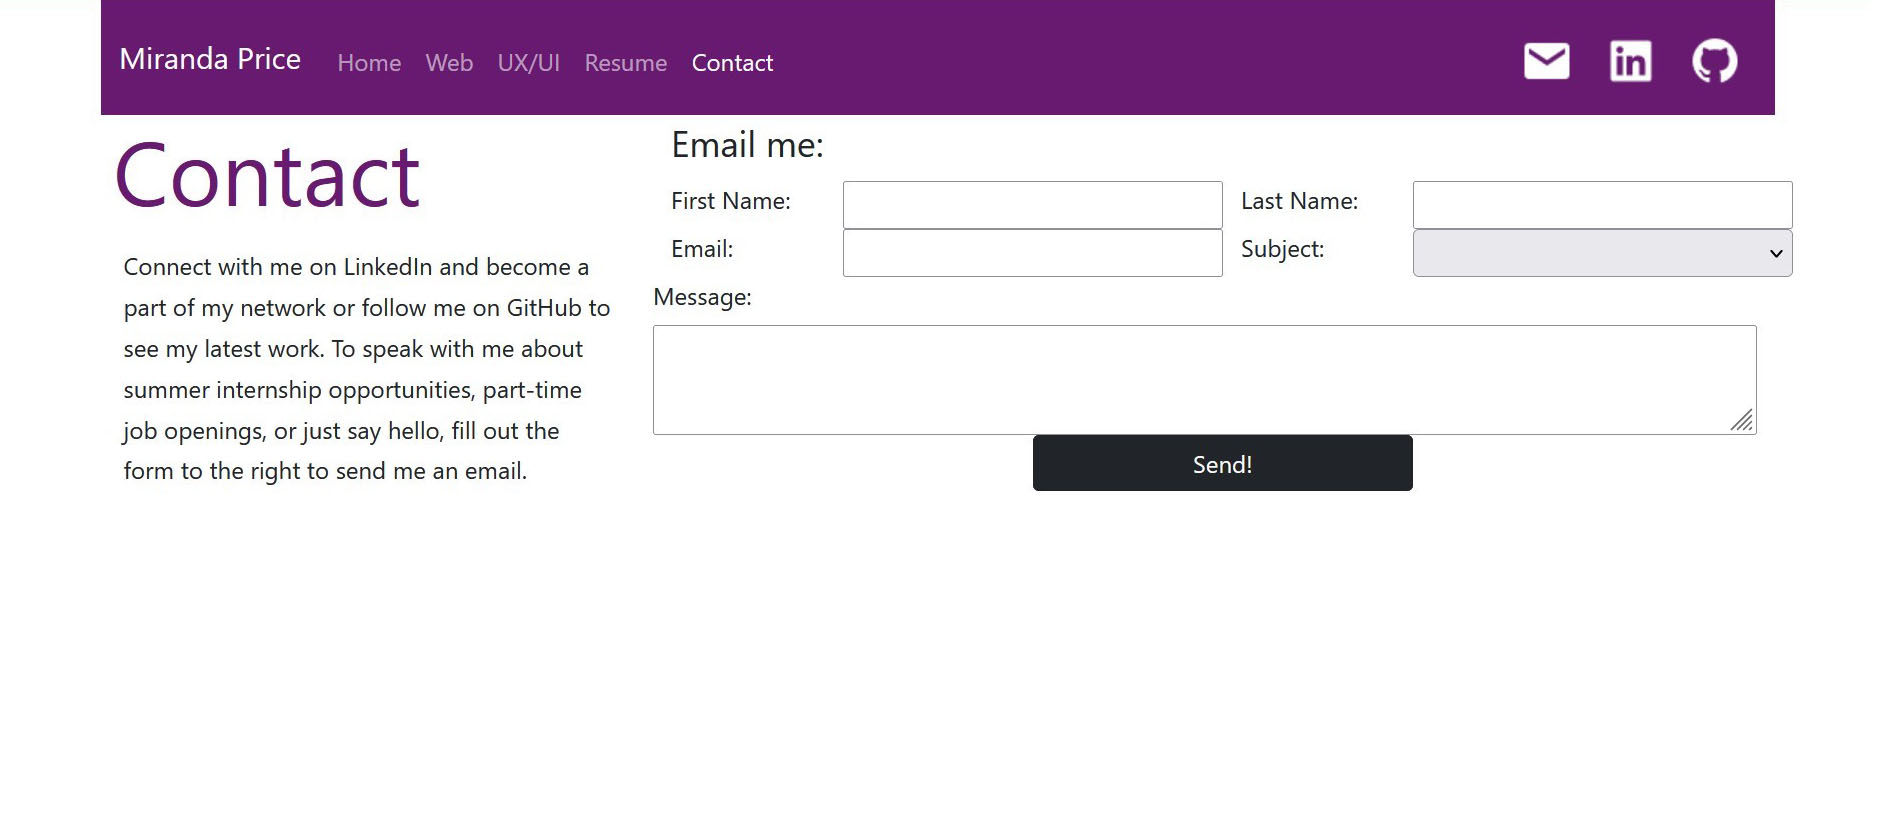 Miranda Price Home Web UX/UI Resume Contact
Contact
Connect with me on LinkedIn and become a
part of my network or follow me on GitHub to
see my latest work. To speak with me about
summer internship opportunities, part-time
job openings, or just say hello, fill out the
form to the right to send me an email.
Email me:
First Name: Last Name:
Email: Subject:
Message:
Send!